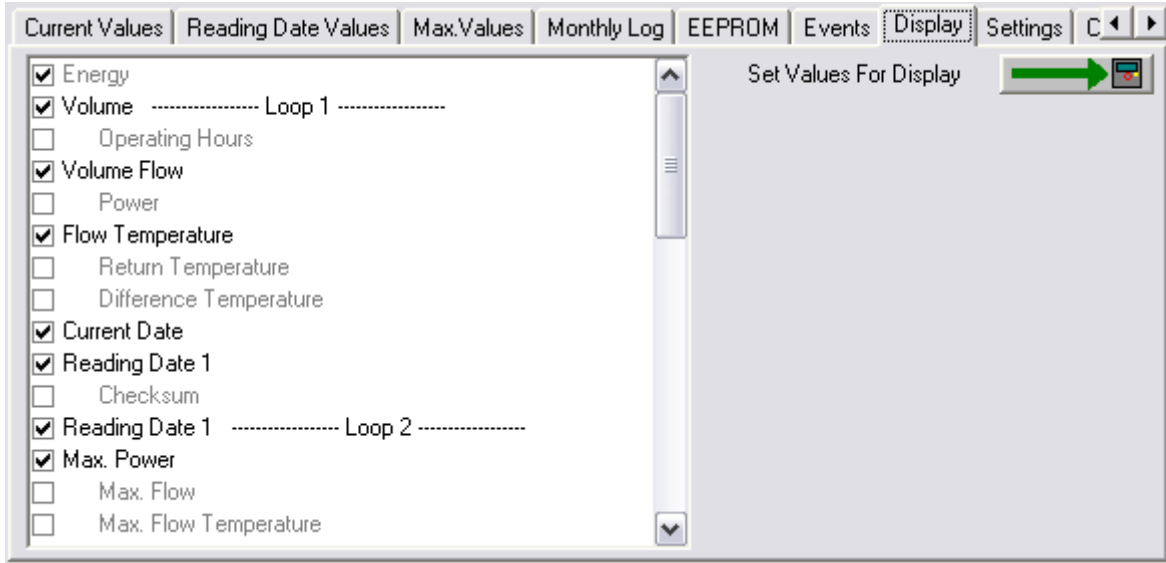 Current Values Reading Date Values Max.Values Monthly Log EEPROM Events Display Settings C
Energy Set Values For Display
Volume ------------------ Loop 1 ------------------
Operating Hours
Volume Flow
Power
Flow Temperature
Return Temperature
Difference Temperature
Current Date
Reading Date 1
Checksum
Reading Date 1 ------------------ Loop 2 ------------------
Max. Power
Max. Flow
Max. Flow Temperature